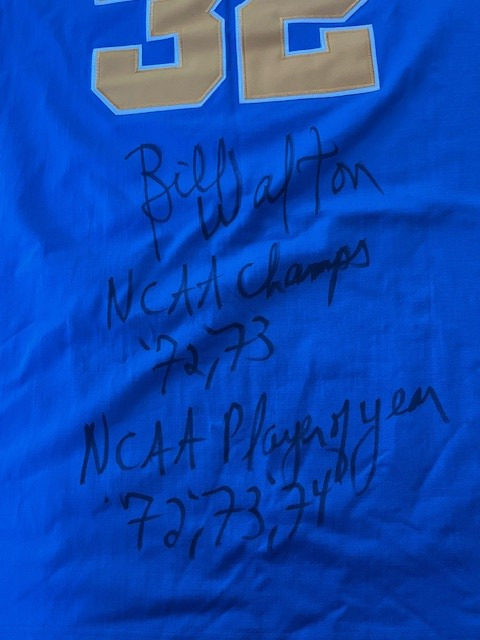 32
Bill Walton
NCAA Champs
'72, '73
NCAA Player of year
'72, '73, '74